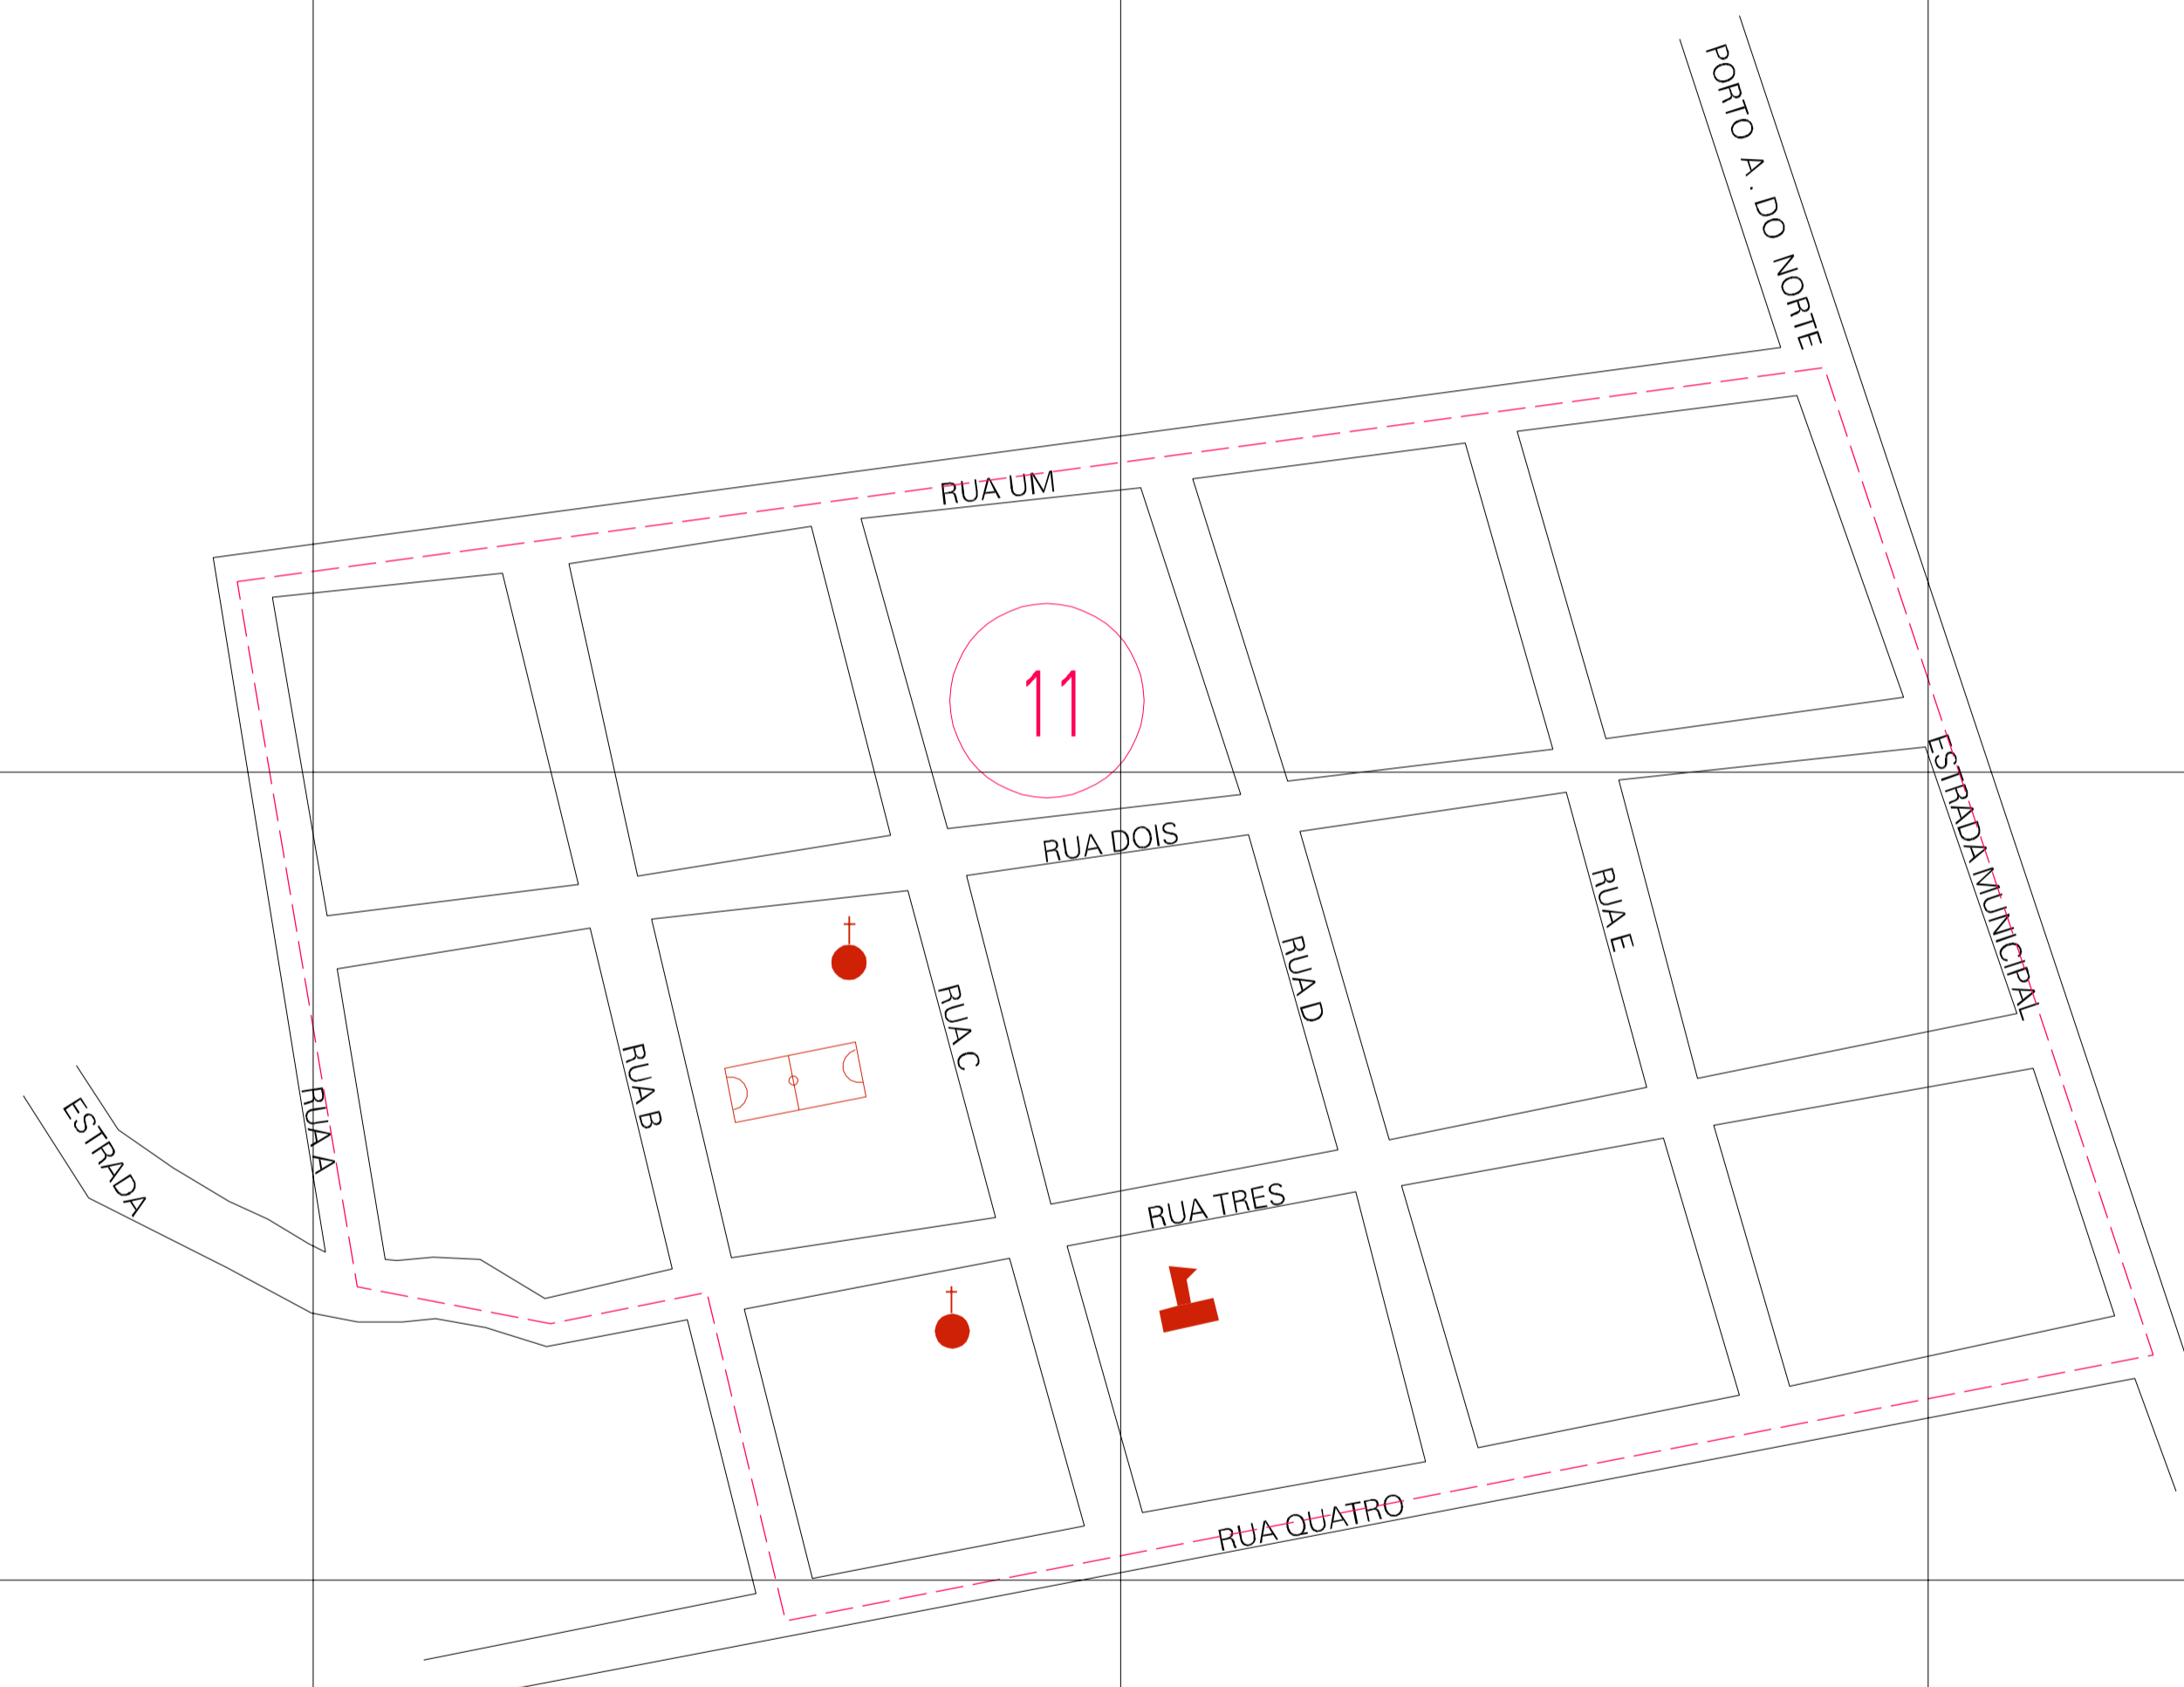 PORTO A . DO NORTE
RUA UM
11
ESTRADA MUNICIPAL
RUA DOIS
RUA E
RUA D
RUA C
RUA B
RUA A
ESTRADA
RUA TRES
RUA QUATRO